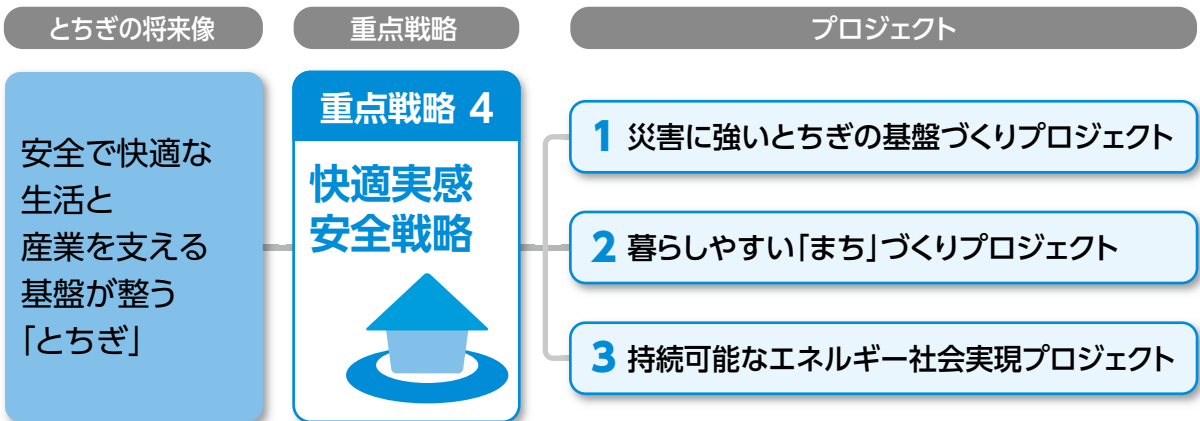 とちぎの将来像
重点戦略
プロジェクト
安全で快適な
生活と
産業を支える
基盤が整う
「とちぎ」
重点戦略 4
快適実感
安全戦略
1 災害に強いとちぎの基盤づくりプロジェクト
2 暮らしやすい「まち」づくりプロジェクト
3 持続可能なエネルギー社会実現プロジェクト